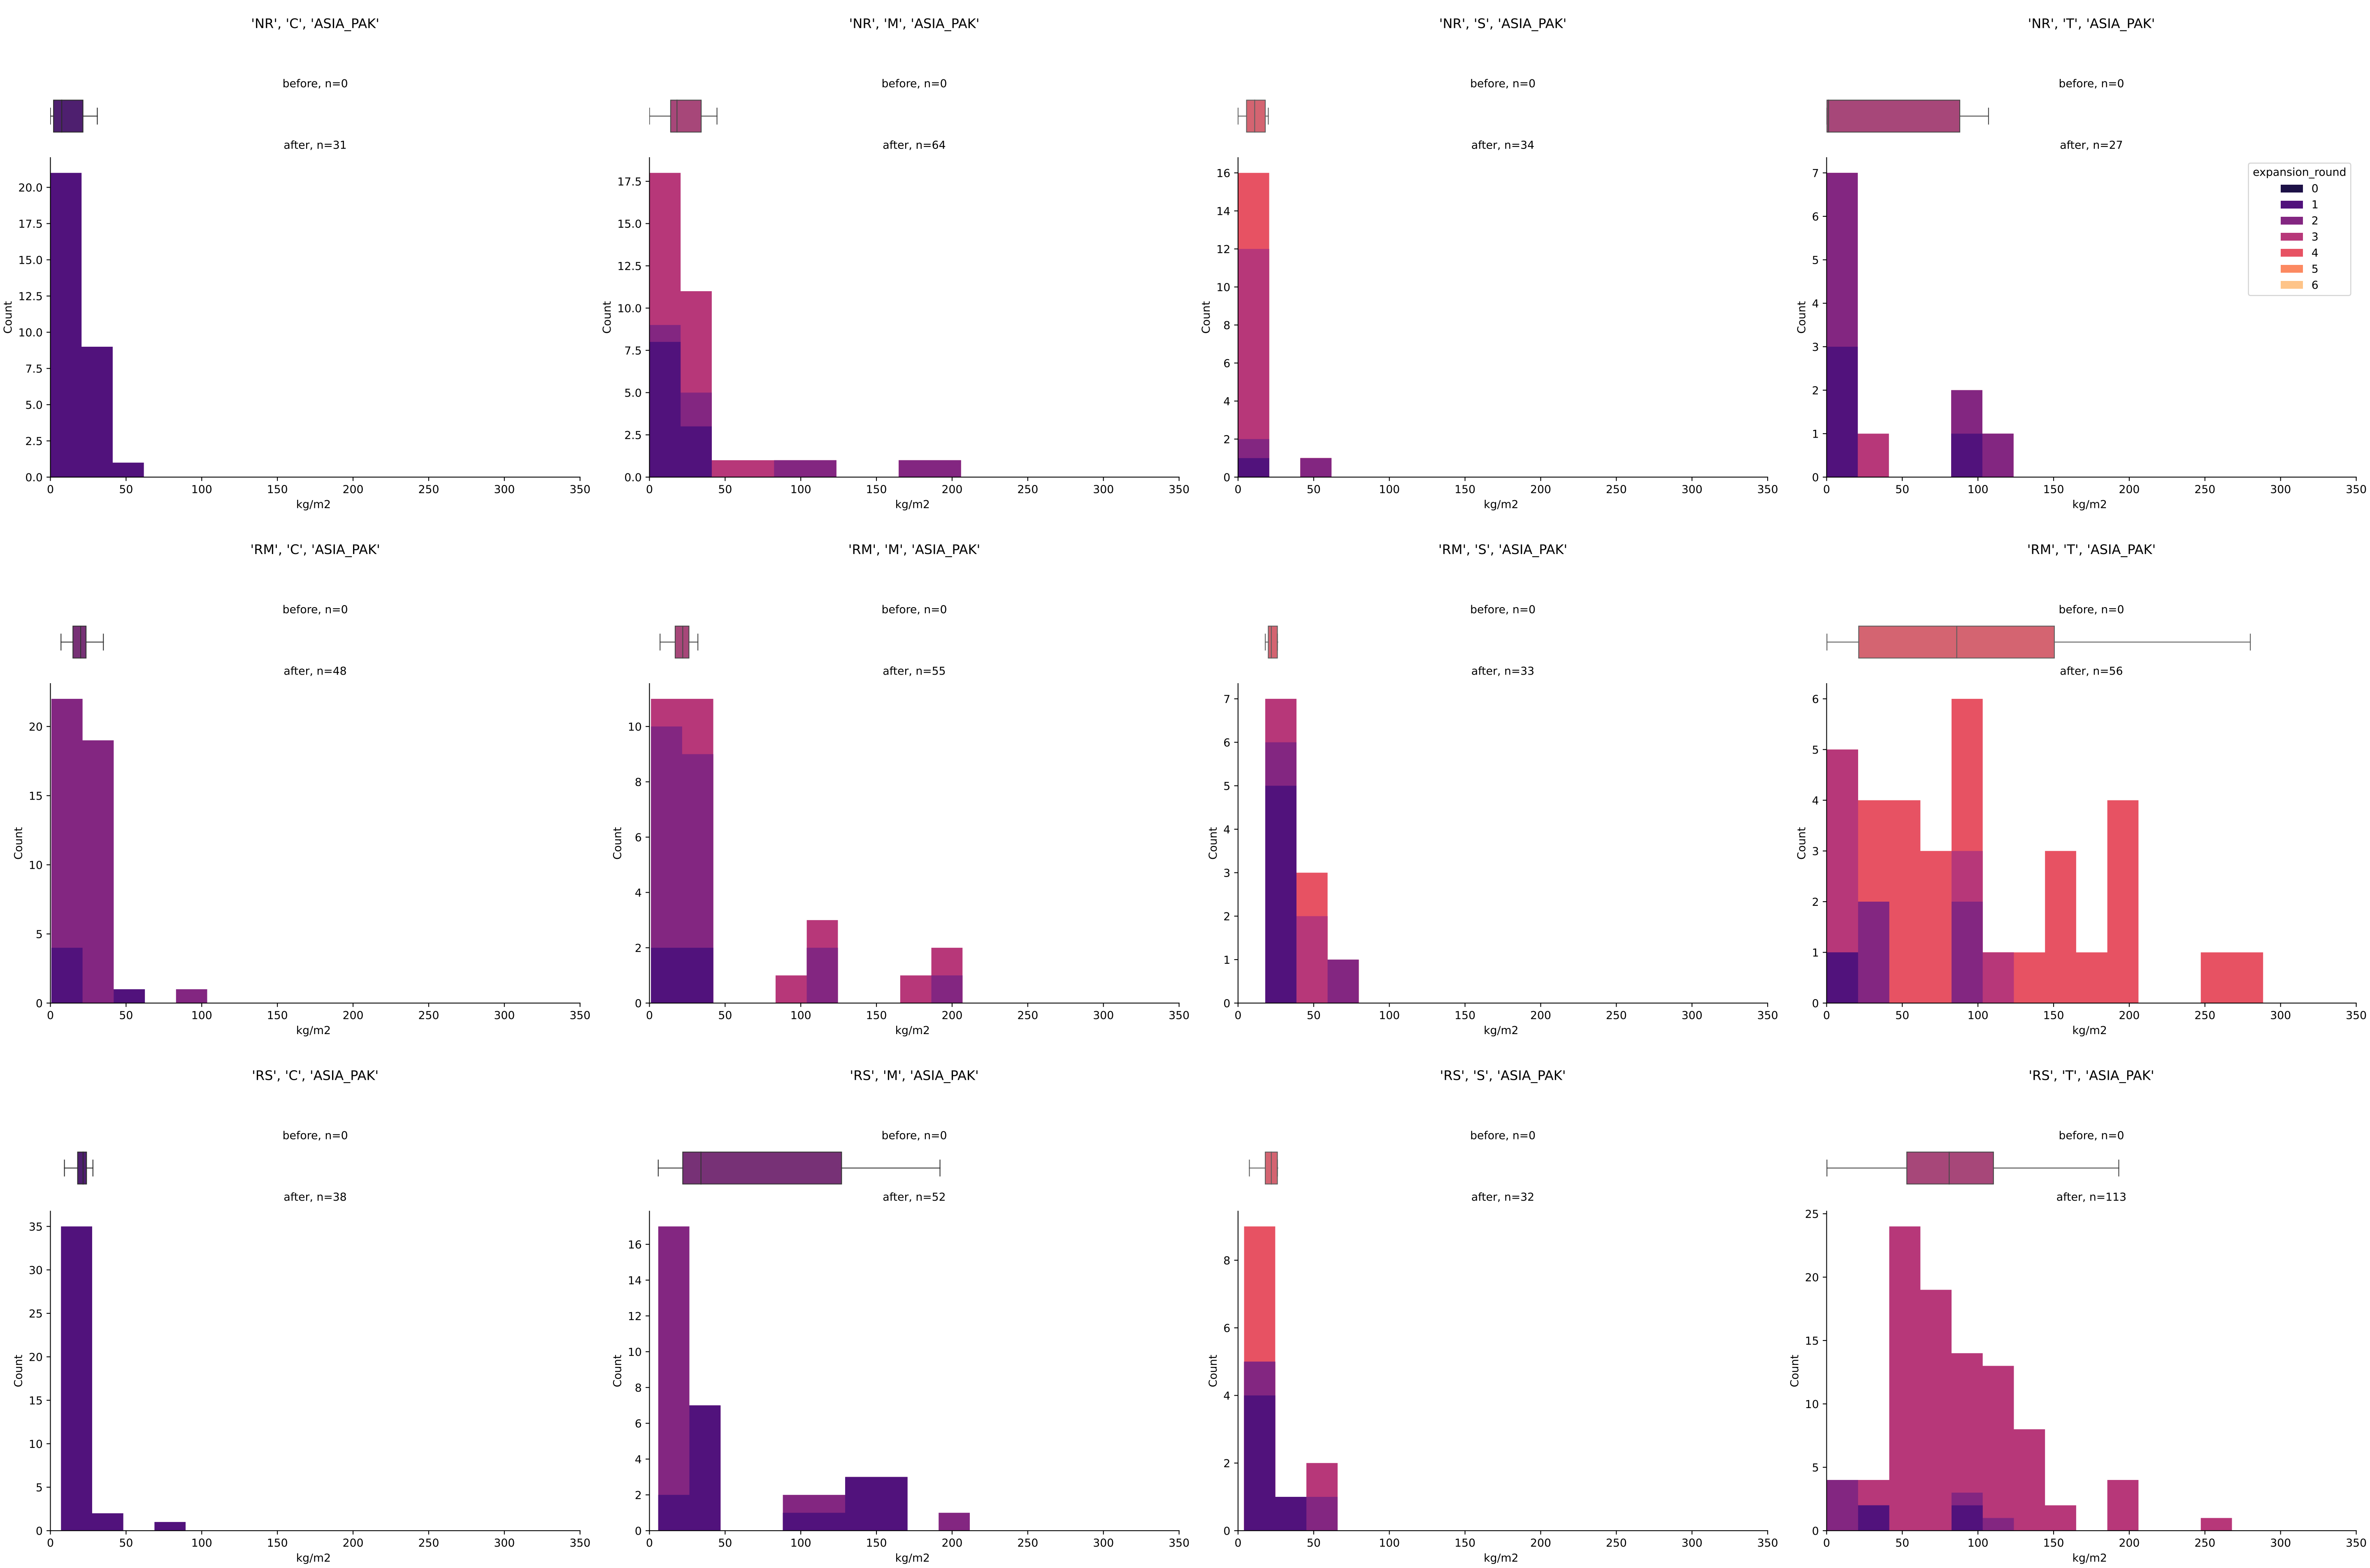 'NR', 'C', 'ASIA_PAK'
before, n=0
after, n=31
20.0
17.5
15.0
12.5
10.0
7.5
5.0
2.5
0.0
Count
0 50 100 150 200 250 300 350
kg/m2
'NR', 'M', 'ASIA_PAK'
before, n=0
after, n=64
17.5
15.0
12.5
10.0
7.5
5.0
2.5
0.0
Count
0 50 100 150 200 250 300 350
kg/m2
'NR', 'S', 'ASIA_PAK'
before, n=0
after, n=34
16
14
12
10
8
6
4
2
0
Count
0 50 100 150 200 250 300 350
kg/m2
'NR', 'T', 'ASIA_PAK'
before, n=0
after, n=27
7
6
5
4
3
2
1
0
Count
0 50 100 150 200 250 300 350
kg/m2
expansion_round
0
1
2
3
4
5
6
'RM', 'C', 'ASIA_PAK'
before, n=0
after, n=48
20
15
10
5
0
Count
0 50 100 150 200 250 300 350
kg/m2
'RM', 'M', 'ASIA_PAK'
before, n=0
after, n=55
10
8
6
4
2
0
Count
0 50 100 150 200 250 300 350
kg/m2
'RM', 'S', 'ASIA_PAK'
before, n=0
after, n=33
7
6
5
4
3
2
1
0
Count
0 50 100 150 200 250 300 350
kg/m2
'RM', 'T', 'ASIA_PAK'
before, n=0
after, n=56
6
5
4
3
2
1
0
Count
0 50 100 150 200 250 300 350
kg/m2
'RS', 'C', 'ASIA_PAK'
before, n=0
after, n=38
35
30
25
20
15
10
5
0
Count
0 50 100 150 200 250 300 350
kg/m2
'RS', 'M', 'ASIA_PAK'
before, n=0
after, n=52
16
14
12
10
8
6
4
2
0
Count
0 50 100 150 200 250 300 350
kg/m2
'RS', 'S', 'ASIA_PAK'
before, n=0
after, n=32
8
6
4
2
0
Count
0 50 100 150 200 250 300 350
kg/m2
'RS', 'T', 'ASIA_PAK'
before, n=0
after, n=113
25
20
15
10
5
0
Count
0 50 100 150 200 250 300 350
kg/m2